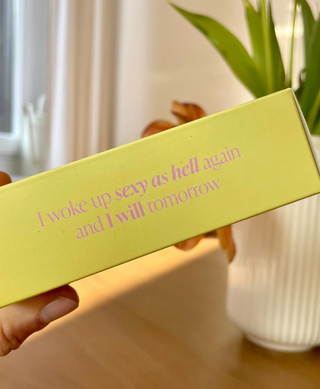 I woke up sexy as hell again
and I will tomorrow